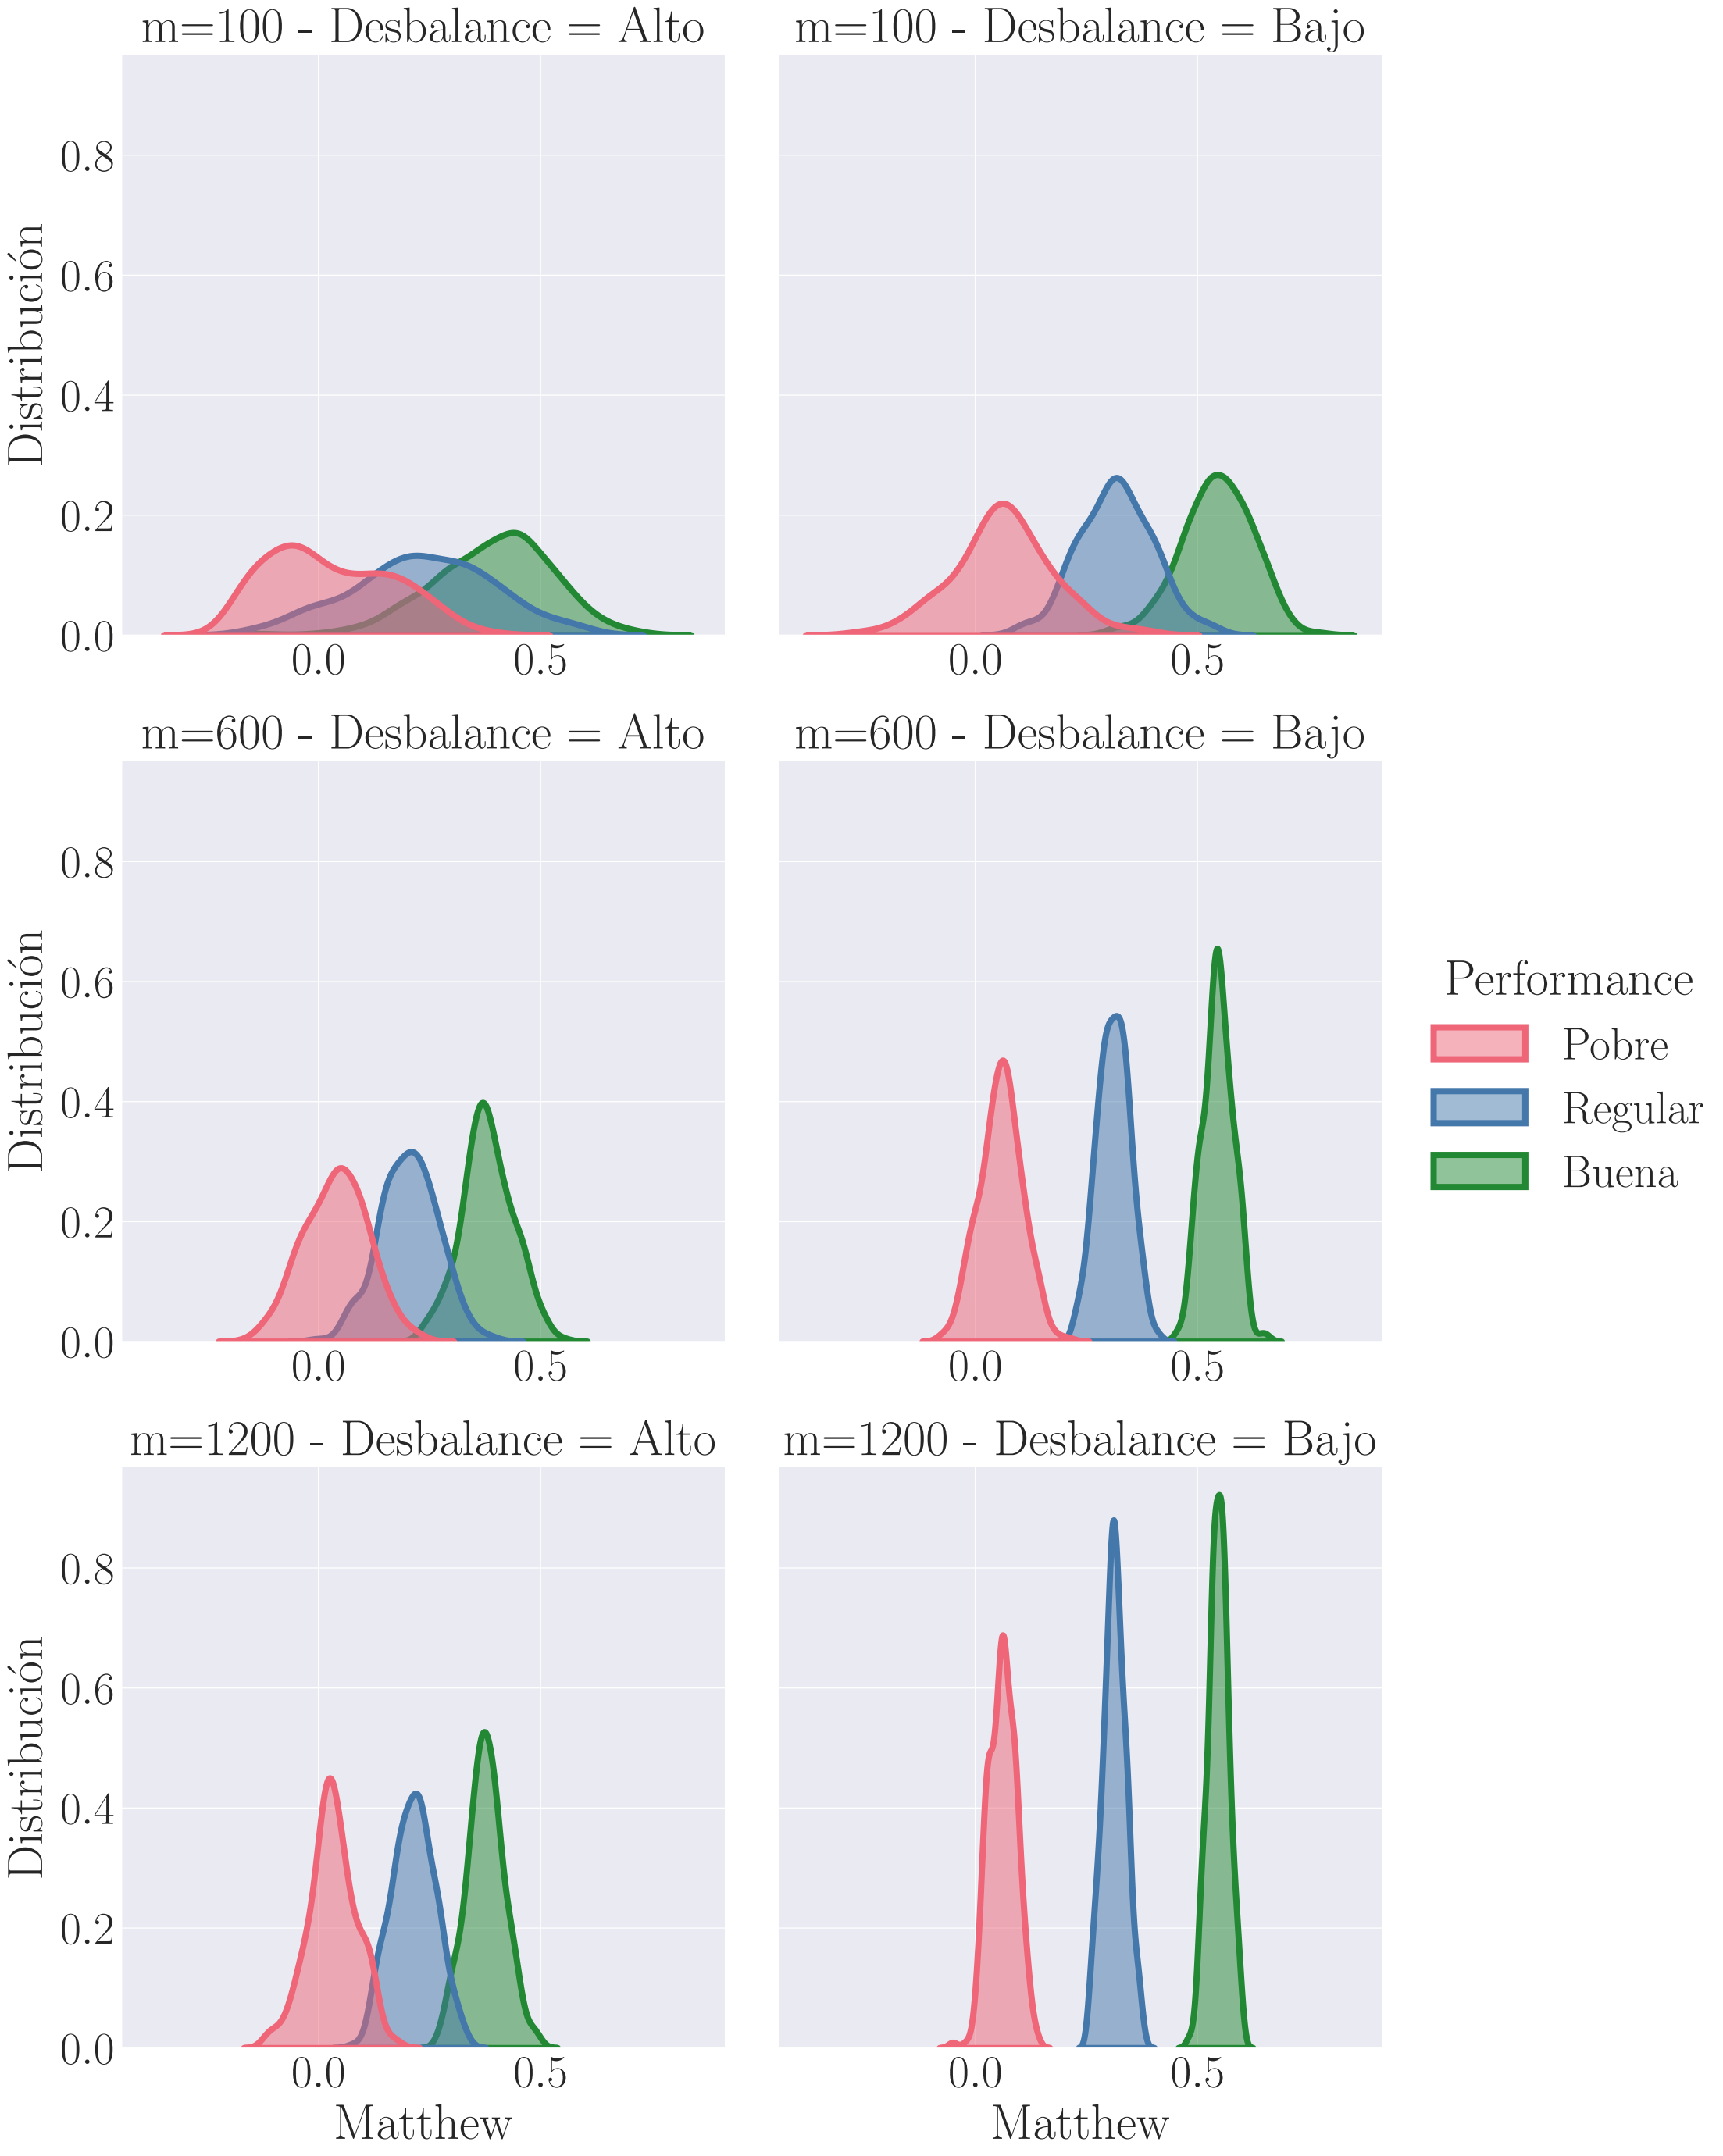 m=100 - Desbalance = Alto
m=100 - Desbalance = Bajo
Distribución
0.8
0.6
0.4
0.2
0.0
0.0 0.5
0.0 0.5
m=600 - Desbalance = Alto
m=600 - Desbalance = Bajo
Distribución
0.8
0.6
0.4
0.2
0.0
0.0 0.5
0.0 0.5
Performance
Pobre
Regular
Buena
m=1200 - Desbalance = Alto
m=1200 - Desbalance = Bajo
Distribución
0.8
0.6
0.4
0.2
0.0
0.0 0.5
0.0 0.5
Matthew
Matthew